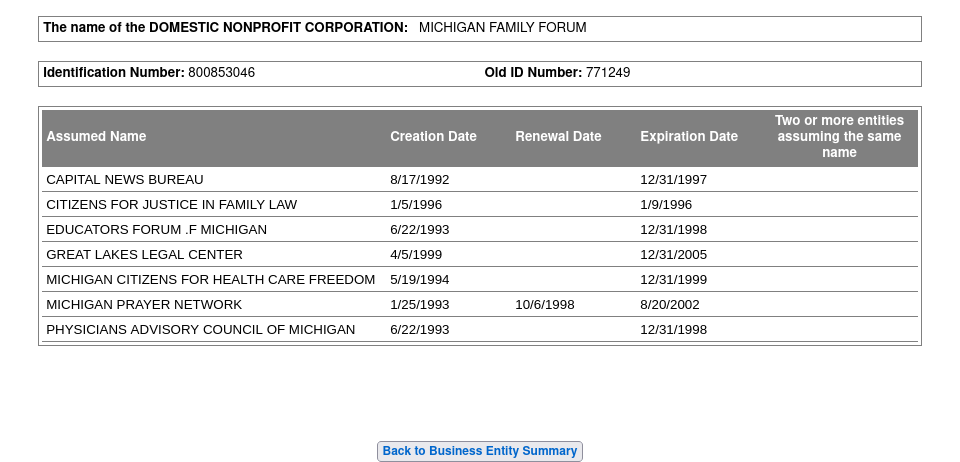 The name of the DOMESTIC NONPROFIT CORPORATION: MICHIGAN FAMILY FORUM
Identification Number: 800853046 Old ID Number: 771249
Assumed Name Creation Date Renewal Date Expiration Date Two or more entities
assuming the same
name
CAPITAL NEWS BUREAU 8/17/1992 12/31/1997
CITIZENS FOR JUSTICE IN FAMILY LAW 1/5/1996 1/9/1996
EDUCATORS FORUM .F MICHIGAN 6/22/1993 12/31/1998
GREAT LAKES LEGAL CENTER 4/5/1999 12/31/2005
MICHIGAN CITIZENS FOR HEALTH CARE FREEDOM 5/19/1994 12/31/1999
MICHIGAN PRAYER NETWORK 1/25/1993 10/6/1998 8/20/2002
PHYSICIANS ADVISORY COUNCIL OF MICHIGAN 6/22/1993 12/31/1998
Back to Business Entity Summary